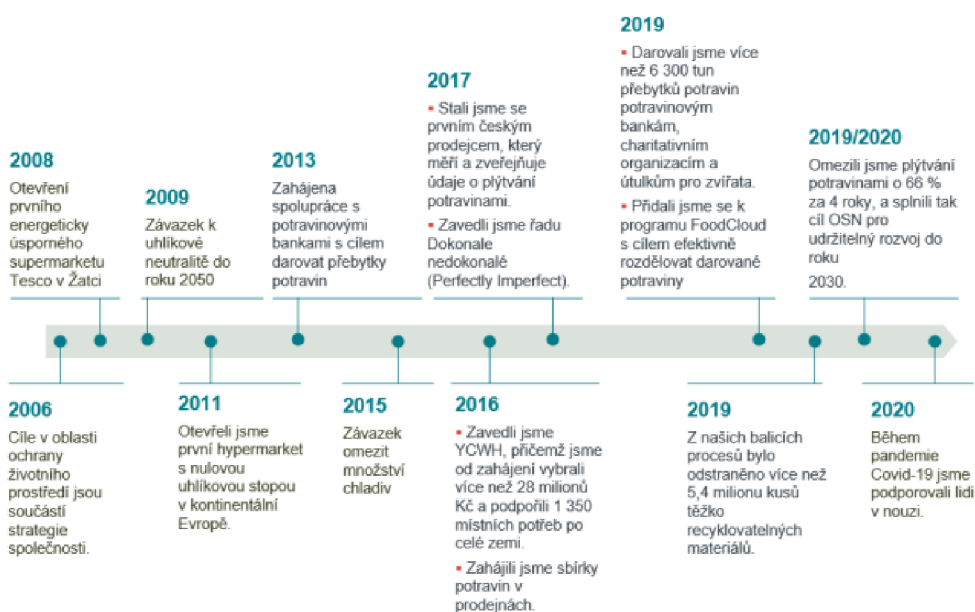 2008
Otevření
prvního
energeticky
úsporného
supermarketu
Tesco v Žatci
2009
Závazek k
uhlíkové
neutralitě do
roku 2050
2013
Zahájena
spolupráce s
potravinovými
bankami s cílem
darovat přebytky
potravin
2017
▪ Stali jsme se
prvním českým
prodejcem, který
měří a zveřejňuje
údaje o plýtvání
potravinami.
▪ Zavedli jsme řadu
Dokonale
nedokonalé
(Perfectly Imperfect).
2019
▪ Darovali jsme více
než 6 300 tun
přebytků potravin
potravinovým
bankám,
charitativním
organizacím a
útulkům pro zvířata.
▪ Přidali jsme se k
programu FoodCloud
s cílem efektivně
rozdělovat darované
potraviny
2019/2020
Omezili jsme plýtvání
potravinami o 66 %
za 4 roky, a splnili tak
cíl OSN pro
udržitelný rozvoj do
roku
2030.
2006
Cíle v oblasti
ochrany
životního
prostředí jsou
součástí
strategie
společnosti.
2011
Otevřeli jsme
první hypermarket
s nulovou
uhlíkovou stopou
v kontinentální
Evropě.
2015
Závazek
omezit
množství
chladiv
2016
▪ Zavedli jsme
YCWH, přičemž jsme
od zahájení vybrali
více než 28 milionů
Kč a podpořili 1 350
místních potřeb po
celé zemi.
▪ Zahájili jsme sbírky
potravin v
prodejnách.
2019
Z našich balicích
procesů bylo
odstraněno více než
5,4 milionu kusů
těžko
recyklovatelných
materiálů.
2020
Během
pandemie
Covid-19 jsme
podporovali lidi
v nouzi.